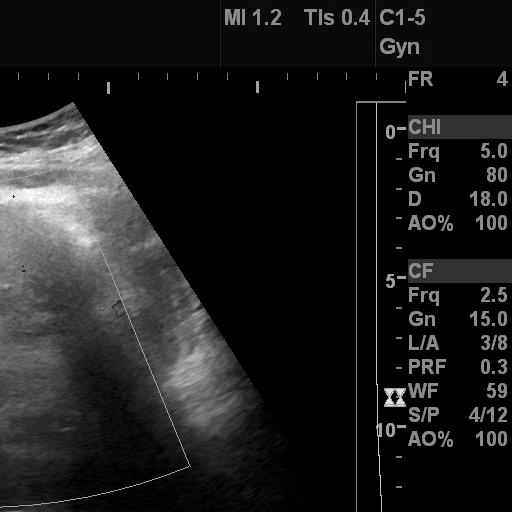 MI 1.2 TIs 0.4 C1-5
Gyn
FR 4
0
CHI
Frq 5.0
Gn 80
D 18.0
AO% 100
5
CF
Frq 2.5
Gn 15.0
L/A 3/8
PRF 0.3
WF 59
S/P 4/12
10
AO% 100